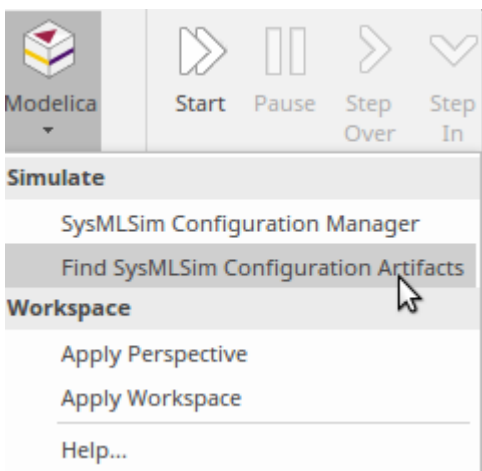 Modelica
Start Pause Step Step
Over In
Simulate
SysMLSim Configuration Manager
Find SysMLSim Configuration Artifacts
Workspace
Apply Perspective
Apply Workspace
Help...